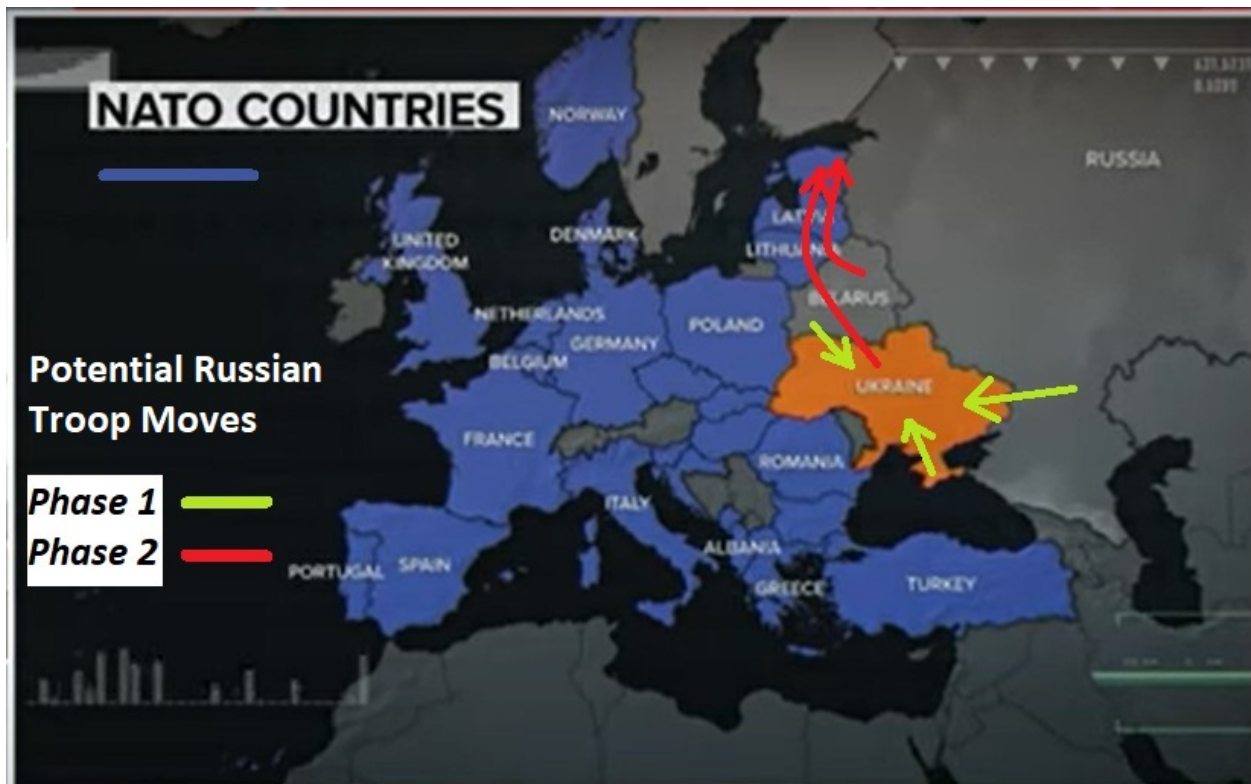 NATO COUNTRIES
NORWAY
RUSSIA
LATVIA
UNITED
KINGDOM
DENMARK
LITHUANIA
BELARUS
NETHERLANDS
POLAND
GERMANY
BELGIUM
UKRAINE
Potential Russian
Troop Moves
FRANCE
ROMANIA
Phase 1
ITALY
Phase 2
ALBANIA
PORTUGAL
SPAIN
GREECE
TURKEY